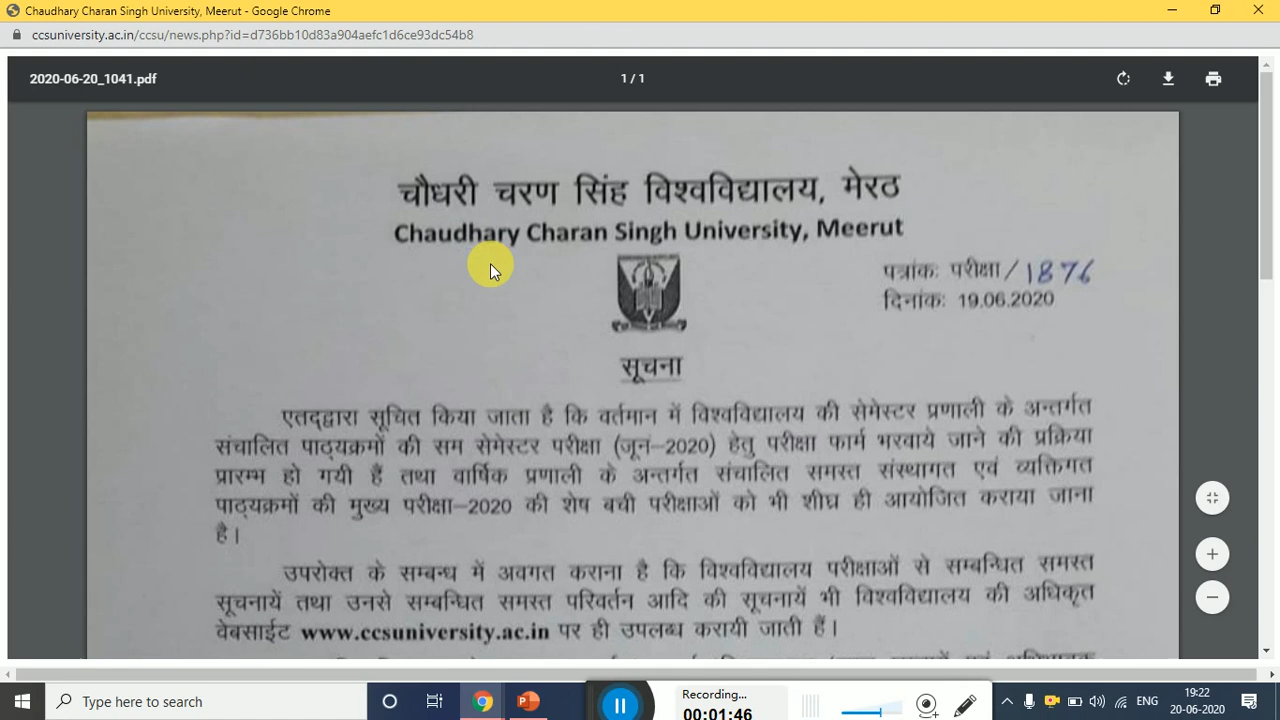 Chaudhary Charan Singh University, Meerut - Google Chrome
ccsuniversity.ac.in/ccsu/news.php?id=d736bb10d83a904aefc1d6ce93dc54b8
2020-06-20_1041.pdf
1 / 1
चौधरी चरण सिंह विश्वविद्यालय, मेरठ
Chaudhary Charan Singh University, Meerut
पत्रांकः परीक्षा/1876
दिनांकः 19.06.2020
सूचना
एतद्द्वारा सूचित किया जाता है कि वर्तमान में विश्वविद्यालय की सेमेस्टर प्रणाली के अन्तर्गत
संचालित पाठ्यक्रमों की सम सेमेस्टर परीक्षा (जून-2020) हेतु परीक्षा फार्म भरवाये जाने की प्रक्रिया
प्रारम्भ हो गयी हैं तथा वार्षिक प्रणाली के अन्तर्गत संचालित समस्त संस्थागत एवं व्यक्तिगत
पाठ्यक्रमों की मुख्य परीक्षा-2020 की शेष बची परीक्षाओं को भी शीघ्र ही आयोजित कराया जाना
है।
उपरोक्त के सम्बन्ध में अवगत कराना है कि विश्वविद्यालय परीक्षाओं से सम्बन्धित समस्त
सूचनायें तथा उनसे सम्बन्धित समस्त परिवर्तन आदि की सूचनायें भी विश्वविद्यालय की अधिकृत
वेबसाईट www.ccsuniversity.ac.in पर ही उपलब्ध करायी जाती हैं।
Type here to search
Recording...
00:01:46
ENG
19:22
20-06-2020